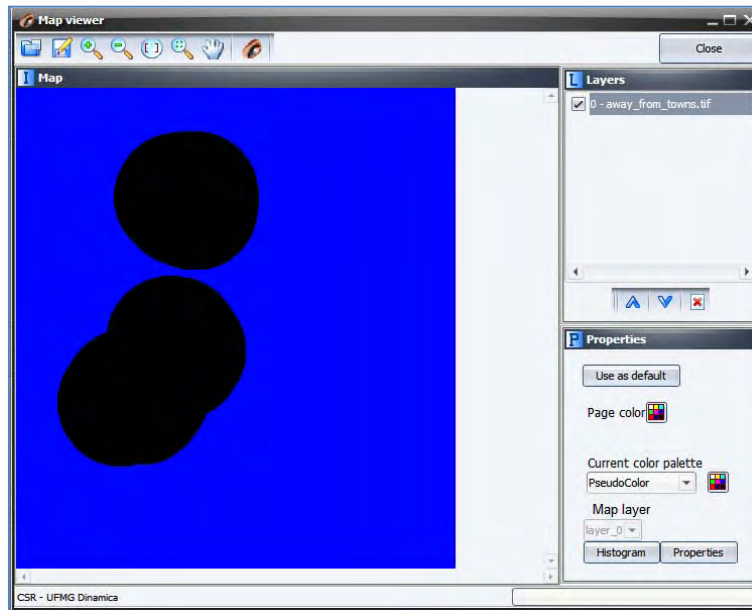 Map viewer
Close
Map
Layers
0 - away_from_towns.tif
Properties
Use as default
Page color
Current color palette
PseudoColor
Map layer
layer_0
Histogram
Properties
CSR - UFMG Dinamica